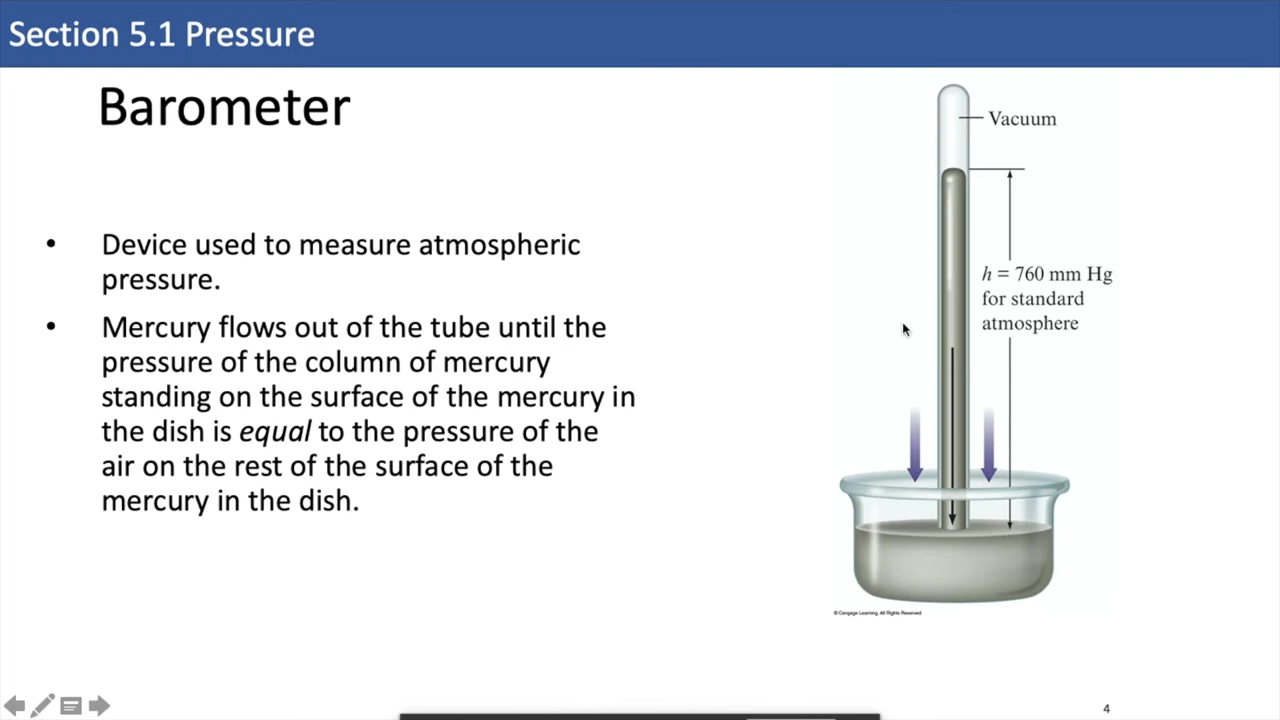 Section 5.1 Pressure
Barometer
• Device used to measure atmospheric
pressure.
• Mercury flows out of the tube until the
pressure of the column of mercury
standing on the surface of the mercury in
the dish is equal to the pressure of the
air on the rest of the surface of the
mercury in the dish.
Vacuum
h = 760 mm Hg
for standard
atmosphere
© Cengage Learning. All Rights Reserved
4